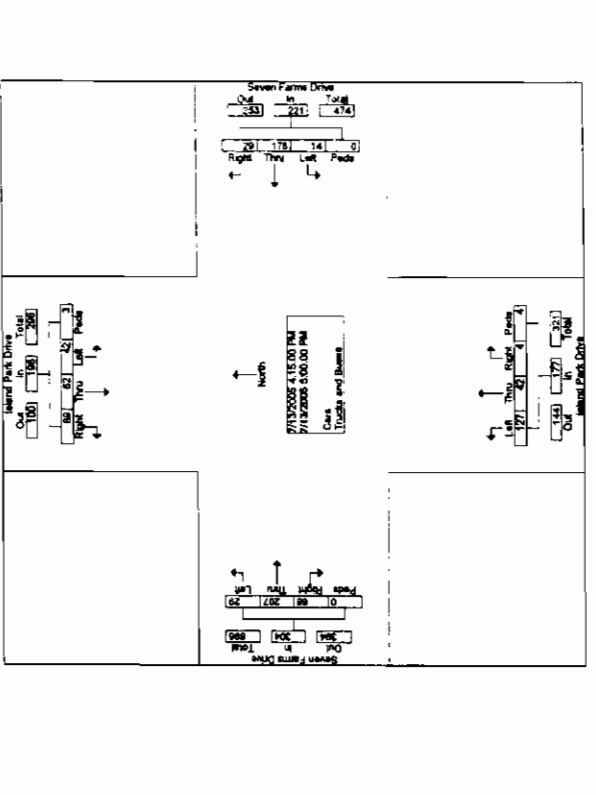 Seven Farms Drive
Out In Total
253 221 474
29 178 14 0
Right Thru Left Peds
Island Park Drive
Out In Total
100 196 296
89 62 42 3
Right Thru Left Peds
North
7/13/2005 4:15:00 PM
7/13/2005 5:00:00 PM
Cars
Trucks and Buses
Left Thru Right Peds
127 42 4 4
144 177 321
Out In Total
Island Park Drive
Left Thru Right Peds
29 207 68 0
698 304 394
Total In Out
Seven Farms Drive